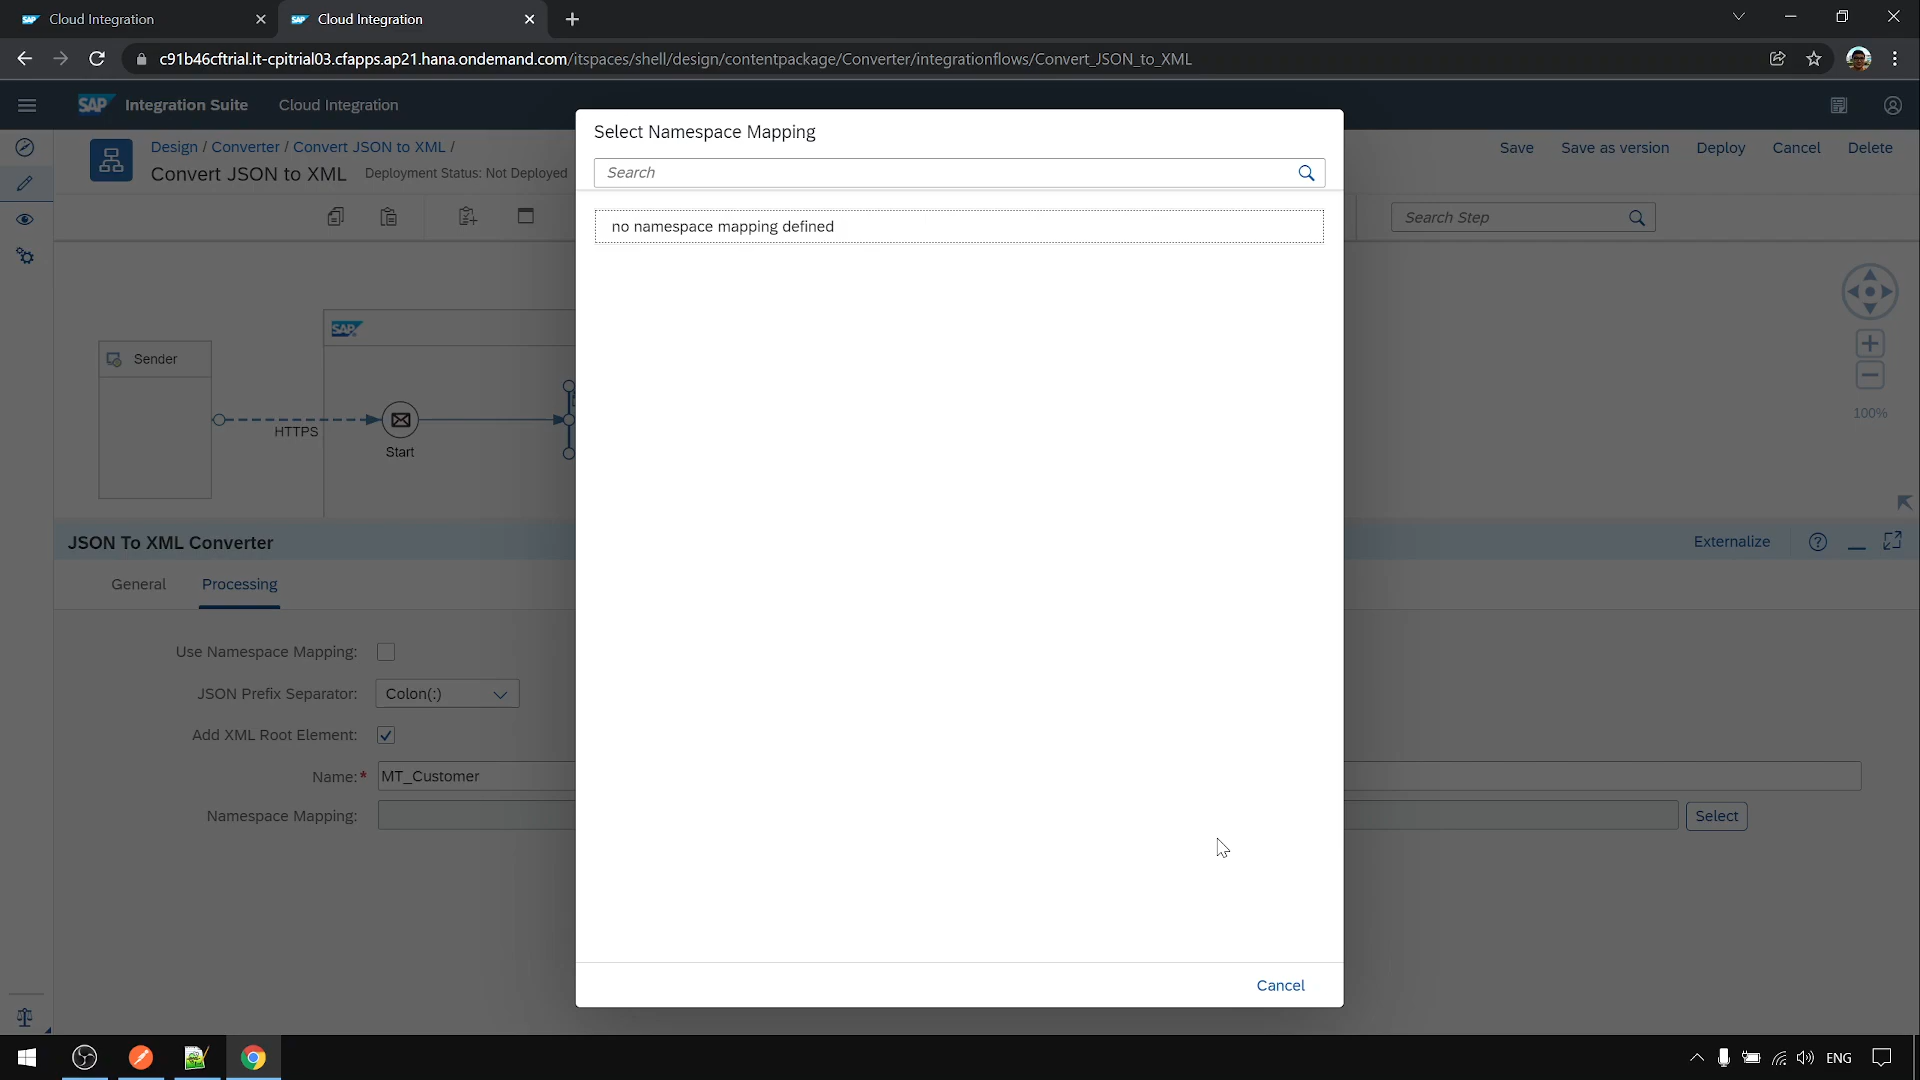 Cloud Integration
Cloud Integration
c91b46cftrial.it-cpitrial03.cfapps.ap21.hana.ondemand.com/itspaces/shell/design/contentpackage/Converter/integrationflows/Convert_JSON_to_XML
SAP Integration Suite Cloud Integration
Select Namespace Mapping
Search
no namespace mapping defined
Cancel
Design / Converter / Convert JSON to XML /
Convert JSON to XML Deployment Status: Not Deployed
Save Save as version Deploy Cancel Delete
Search Step
SAP
Sender
HTTPS
Start
100%
JSON To XML Converter
Externalize
General Processing
Use Namespace Mapping:
JSON Prefix Separator: Colon(:)
Add XML Root Element:
Name:* MT_Customer
Namespace Mapping: Select
ENG